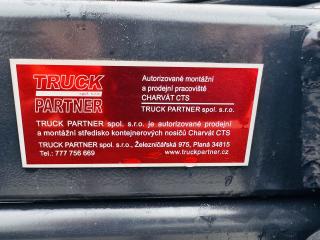 TRUCK
spol. s r.o.
PARTNER
Autorizované montážní
a prodejní pracoviště
CHARVÁT CTS
TRUCK PARTNER spol. s.r.o.
TRUCK PARTNER spol. s.r.o. je autorizované prodejní
a montážní středisko kontejnerových nosičů Charvát CTS
TRUCK PARTNER spol. s.r.o., Železničářská 975, Planá 34815
Tel.: 777 756 669
www.truckpartner.cz